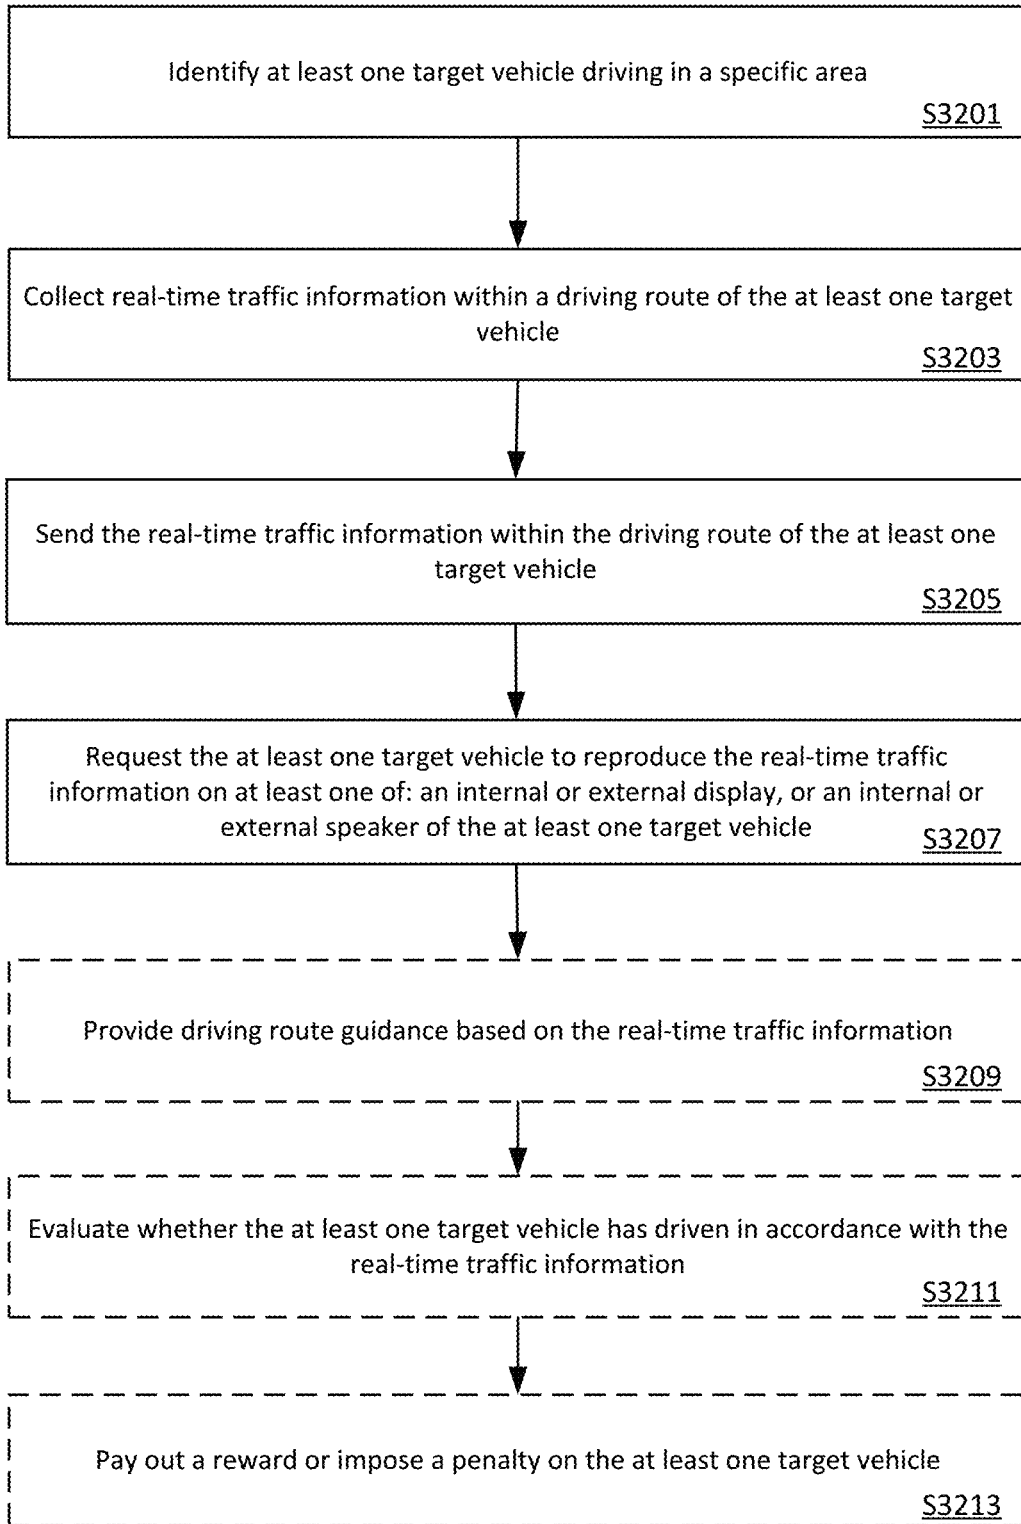 Identify at least one target vehicle driving in a specific area
S3201
Collect real-time traffic information within a driving route of the at least one target
vehicle
S3203
Send the real-time traffic information within the driving route of the at least one
target vehicle
S3205
Request the at least one target vehicle to reproduce the real-time traffic
information on at least one of: an internal or external display, or an internal or
external speaker of the at least one target vehicle
S3207
Provide driving route guidance based on the real-time traffic information
S3209
Evaluate whether the at least one target vehicle has driven in accordance with the
real-time traffic information
S3211
Pay out a reward or impose a penalty on the at least one target vehicle
S3213